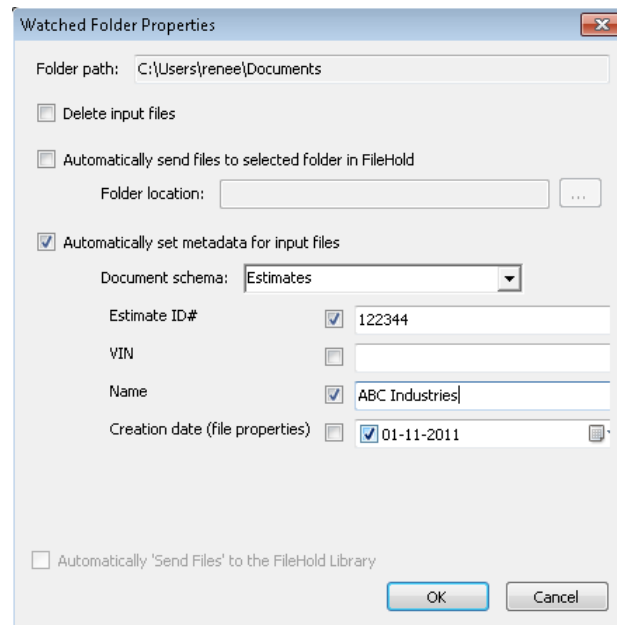 Watched Folder Properties
Folder path: C:\Users\renee\Documents
Delete input files
Automatically send files to selected folder in FileHold
Folder location: ...
Automatically set metadata for input files
Document schema: Estimates
Estimate ID# 122344
VIN
Name ABC Industries
Creation date (file properties) 01-11-2011
Automatically 'Send Files' to the FileHold Library
OK Cancel